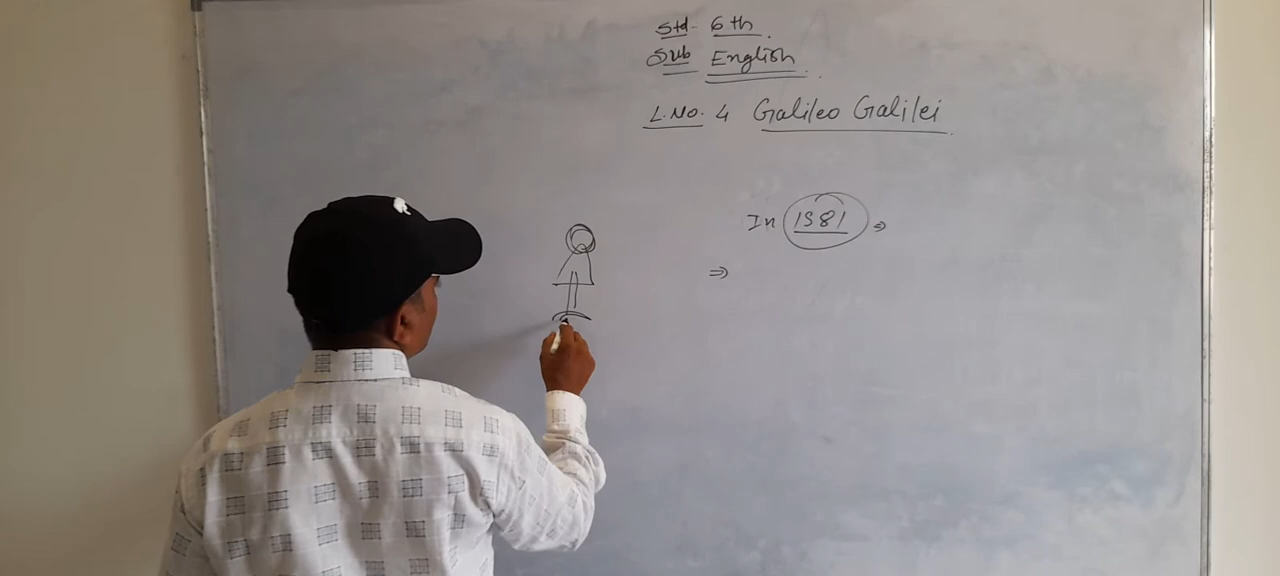 Std. 6th.
Sub English.
L.No. 4 Galileo Galilei.
In 1581 ⇒
⇒